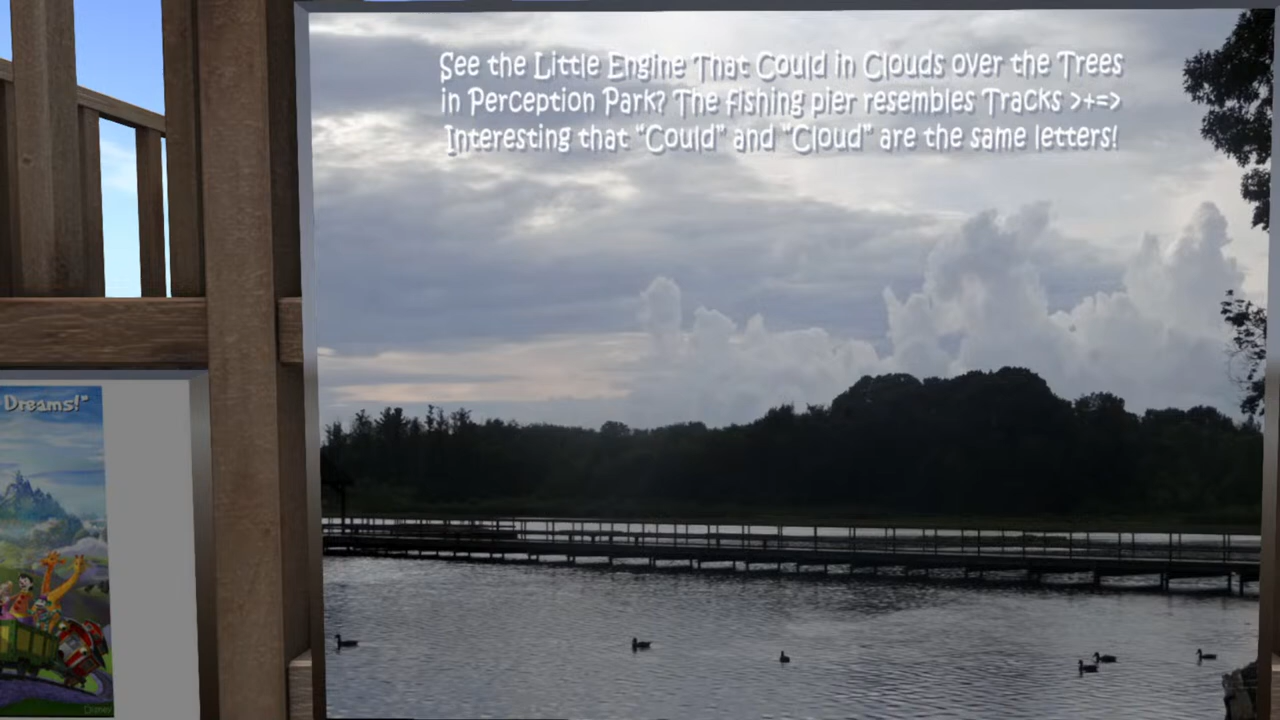 See the Little Engine That Could in Clouds over the Trees
in Perception Park? The fishing pier resembles Tracks >+=>
Interesting that "Could" and "Cloud" are the same letters!
Dreams!"
Disney